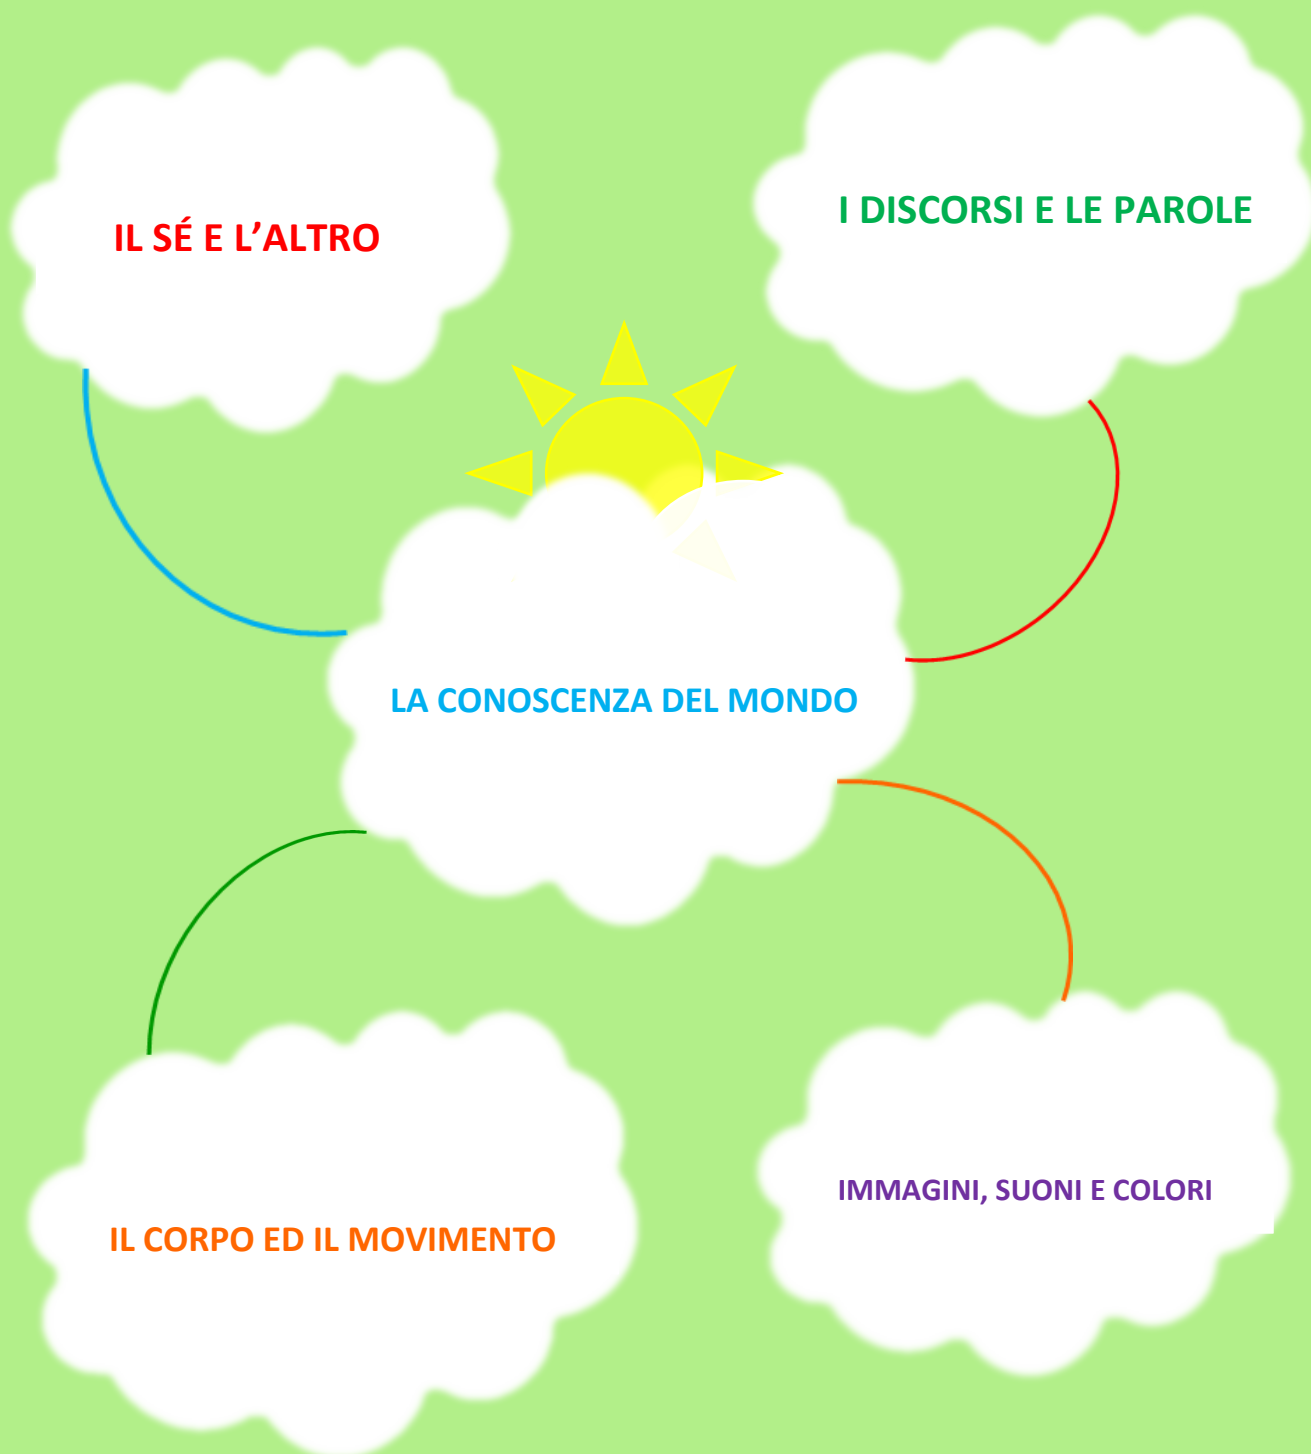 IL SÉ E L’ALTRO
I DISCORSI E LE PAROLE
LA CONOSCENZA DEL MONDO
IL CORPO ED IL MOVIMENTO
IMMAGINI, SUONI E COLORI